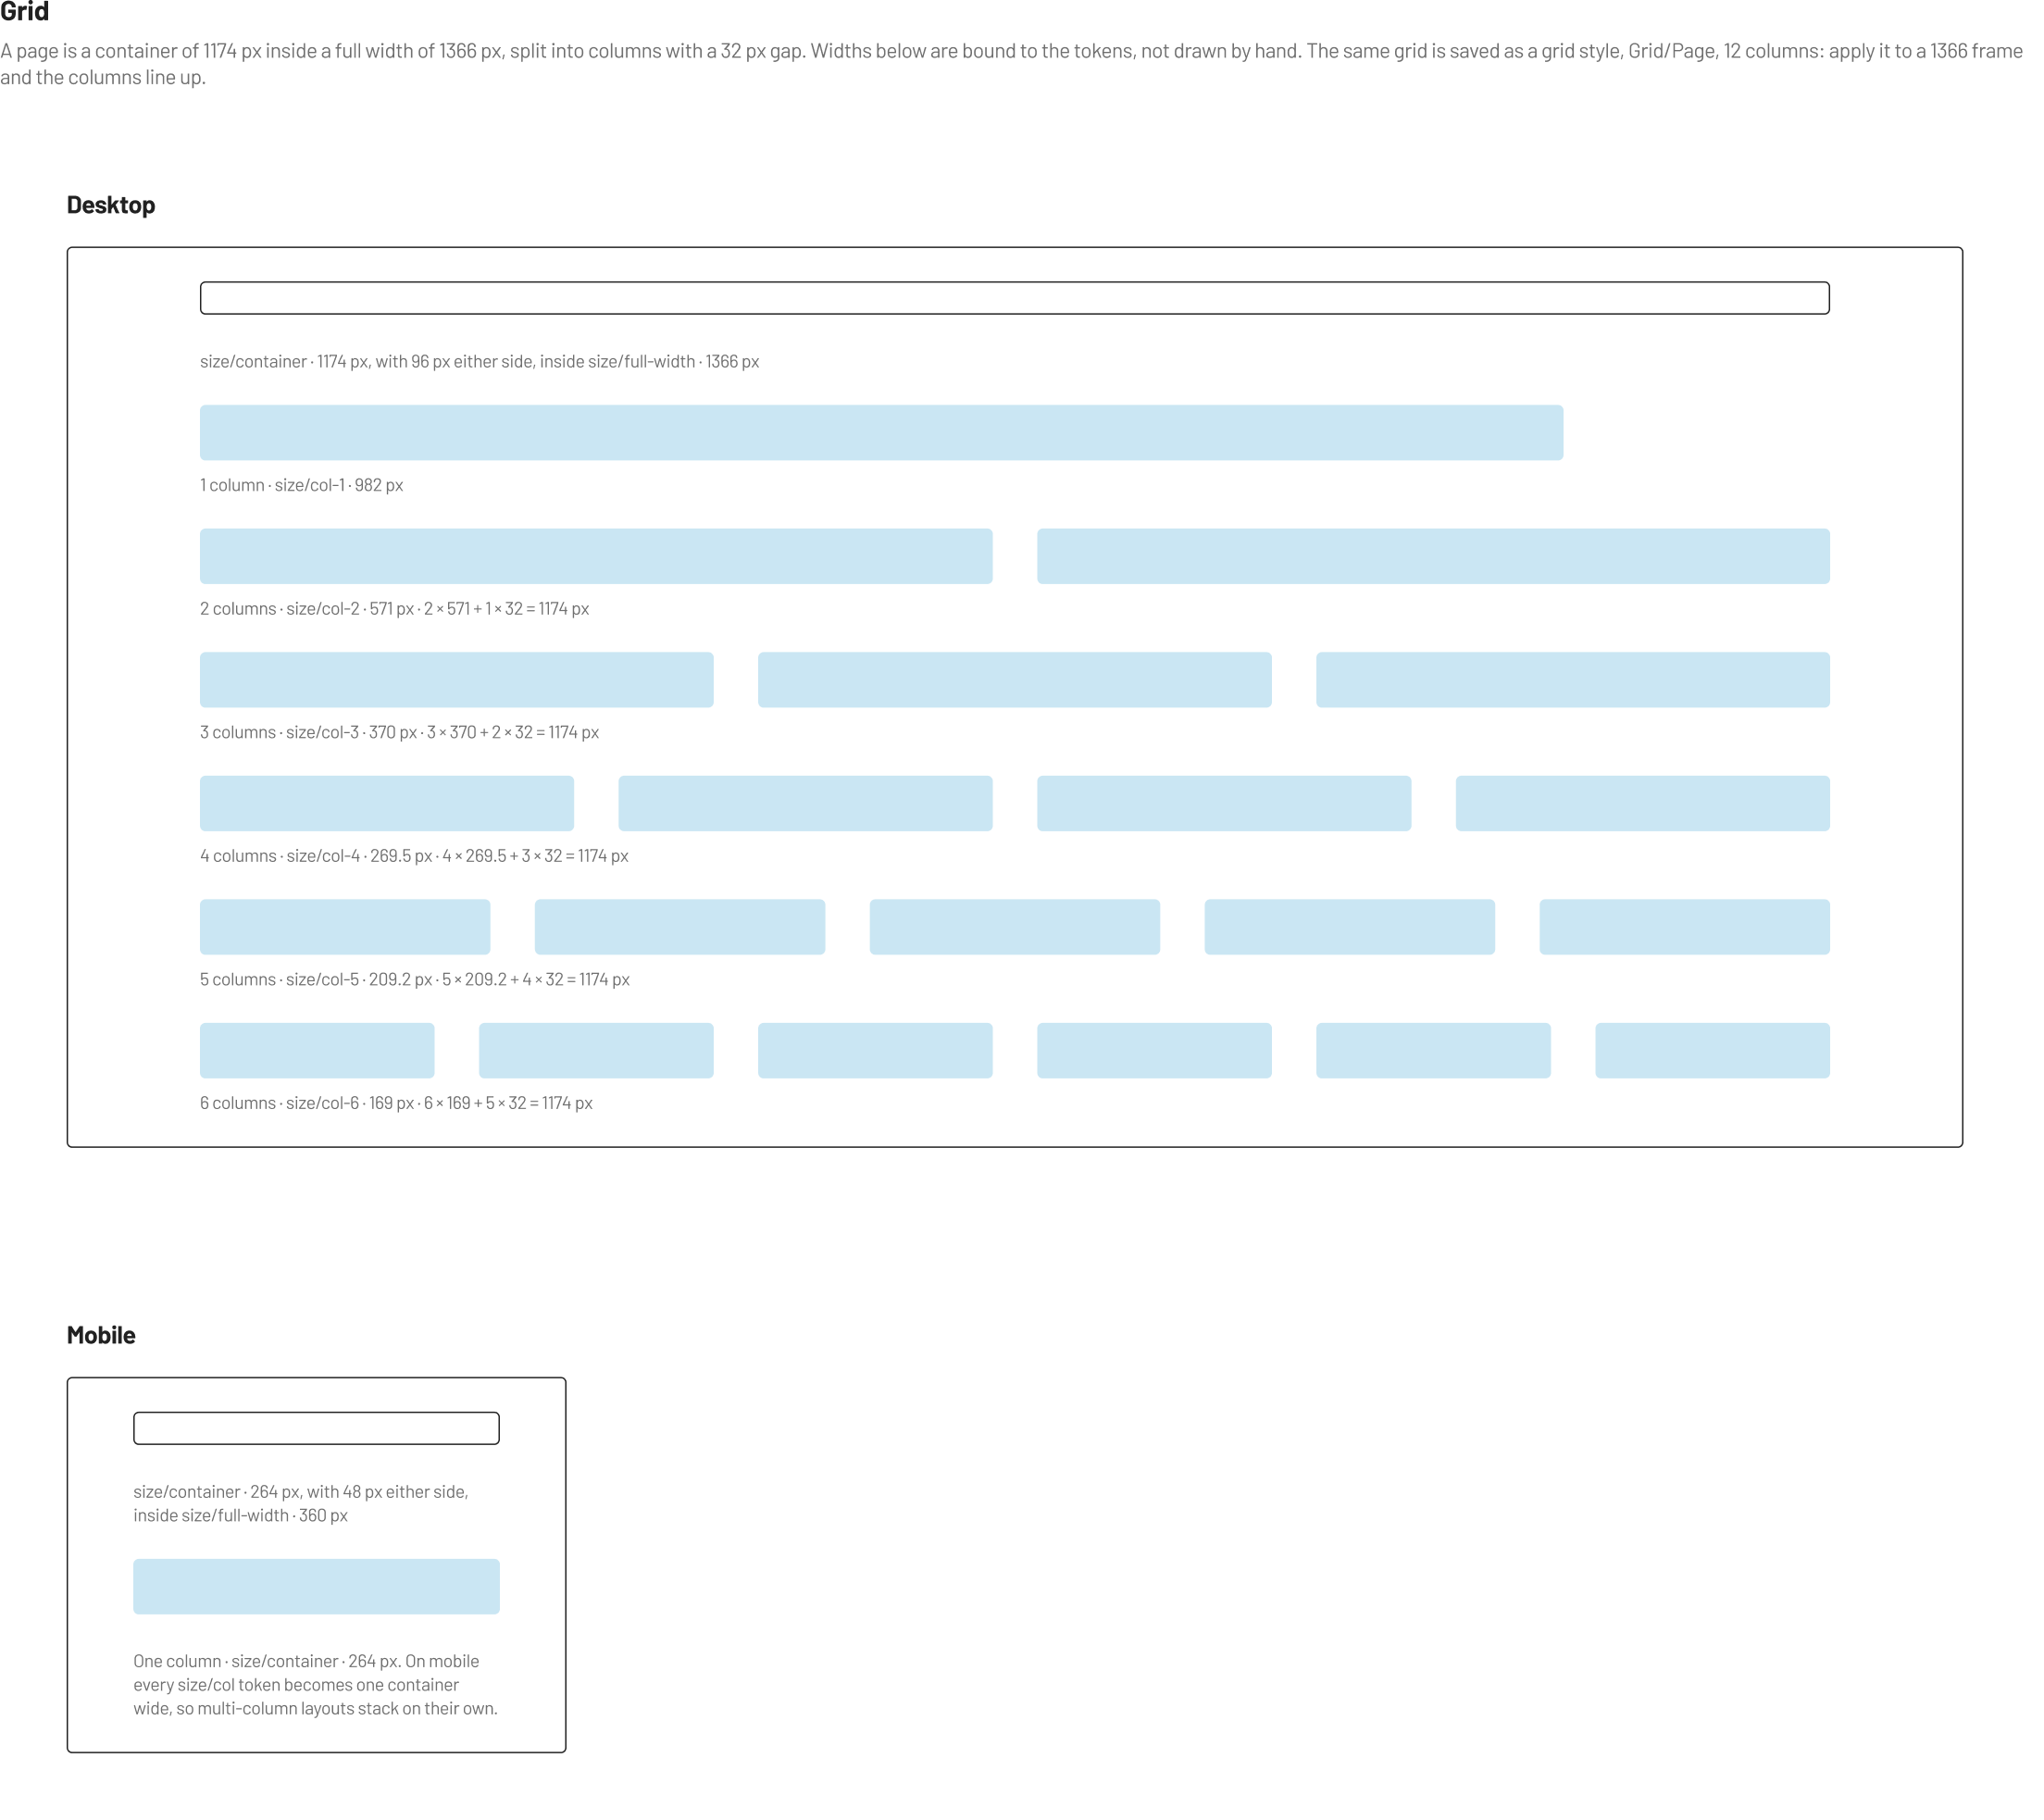 Grid
A page is a container of 1174 px inside a full width of 1366 px, split into columns with a 32 px gap. Widths below are bound to the tokens, not drawn by hand. The same grid is saved as a grid style, Grid/Page, 12 columns: apply it to a 1366 frame
and the columns line up.
Desktop
size/container · 1174 px, with 96 px either side, inside size/full-width · 1366 px
1 column · size/col-1 · 982 px
2 columns · size/col-2 · 571 px · 2 × 571 + 1 × 32 = 1174 px
3 columns · size/col-3 · 370 px · 3 × 370 + 2 × 32 = 1174 px
4 columns · size/col-4 · 269.5 px · 4 × 269.5 + 3 × 32 = 1174 px
5 columns · size/col-5 · 209.2 px · 5 × 209.2 + 4 × 32 = 1174 px
6 columns · size/col-6 · 169 px · 6 × 169 + 5 × 32 = 1174 px
Mobile
size/container · 264 px, with 48 px either side,
inside size/full-width · 360 px
One column · size/container · 264 px. On mobile
every size/col token becomes one container
wide, so multi-column layouts stack on their own.